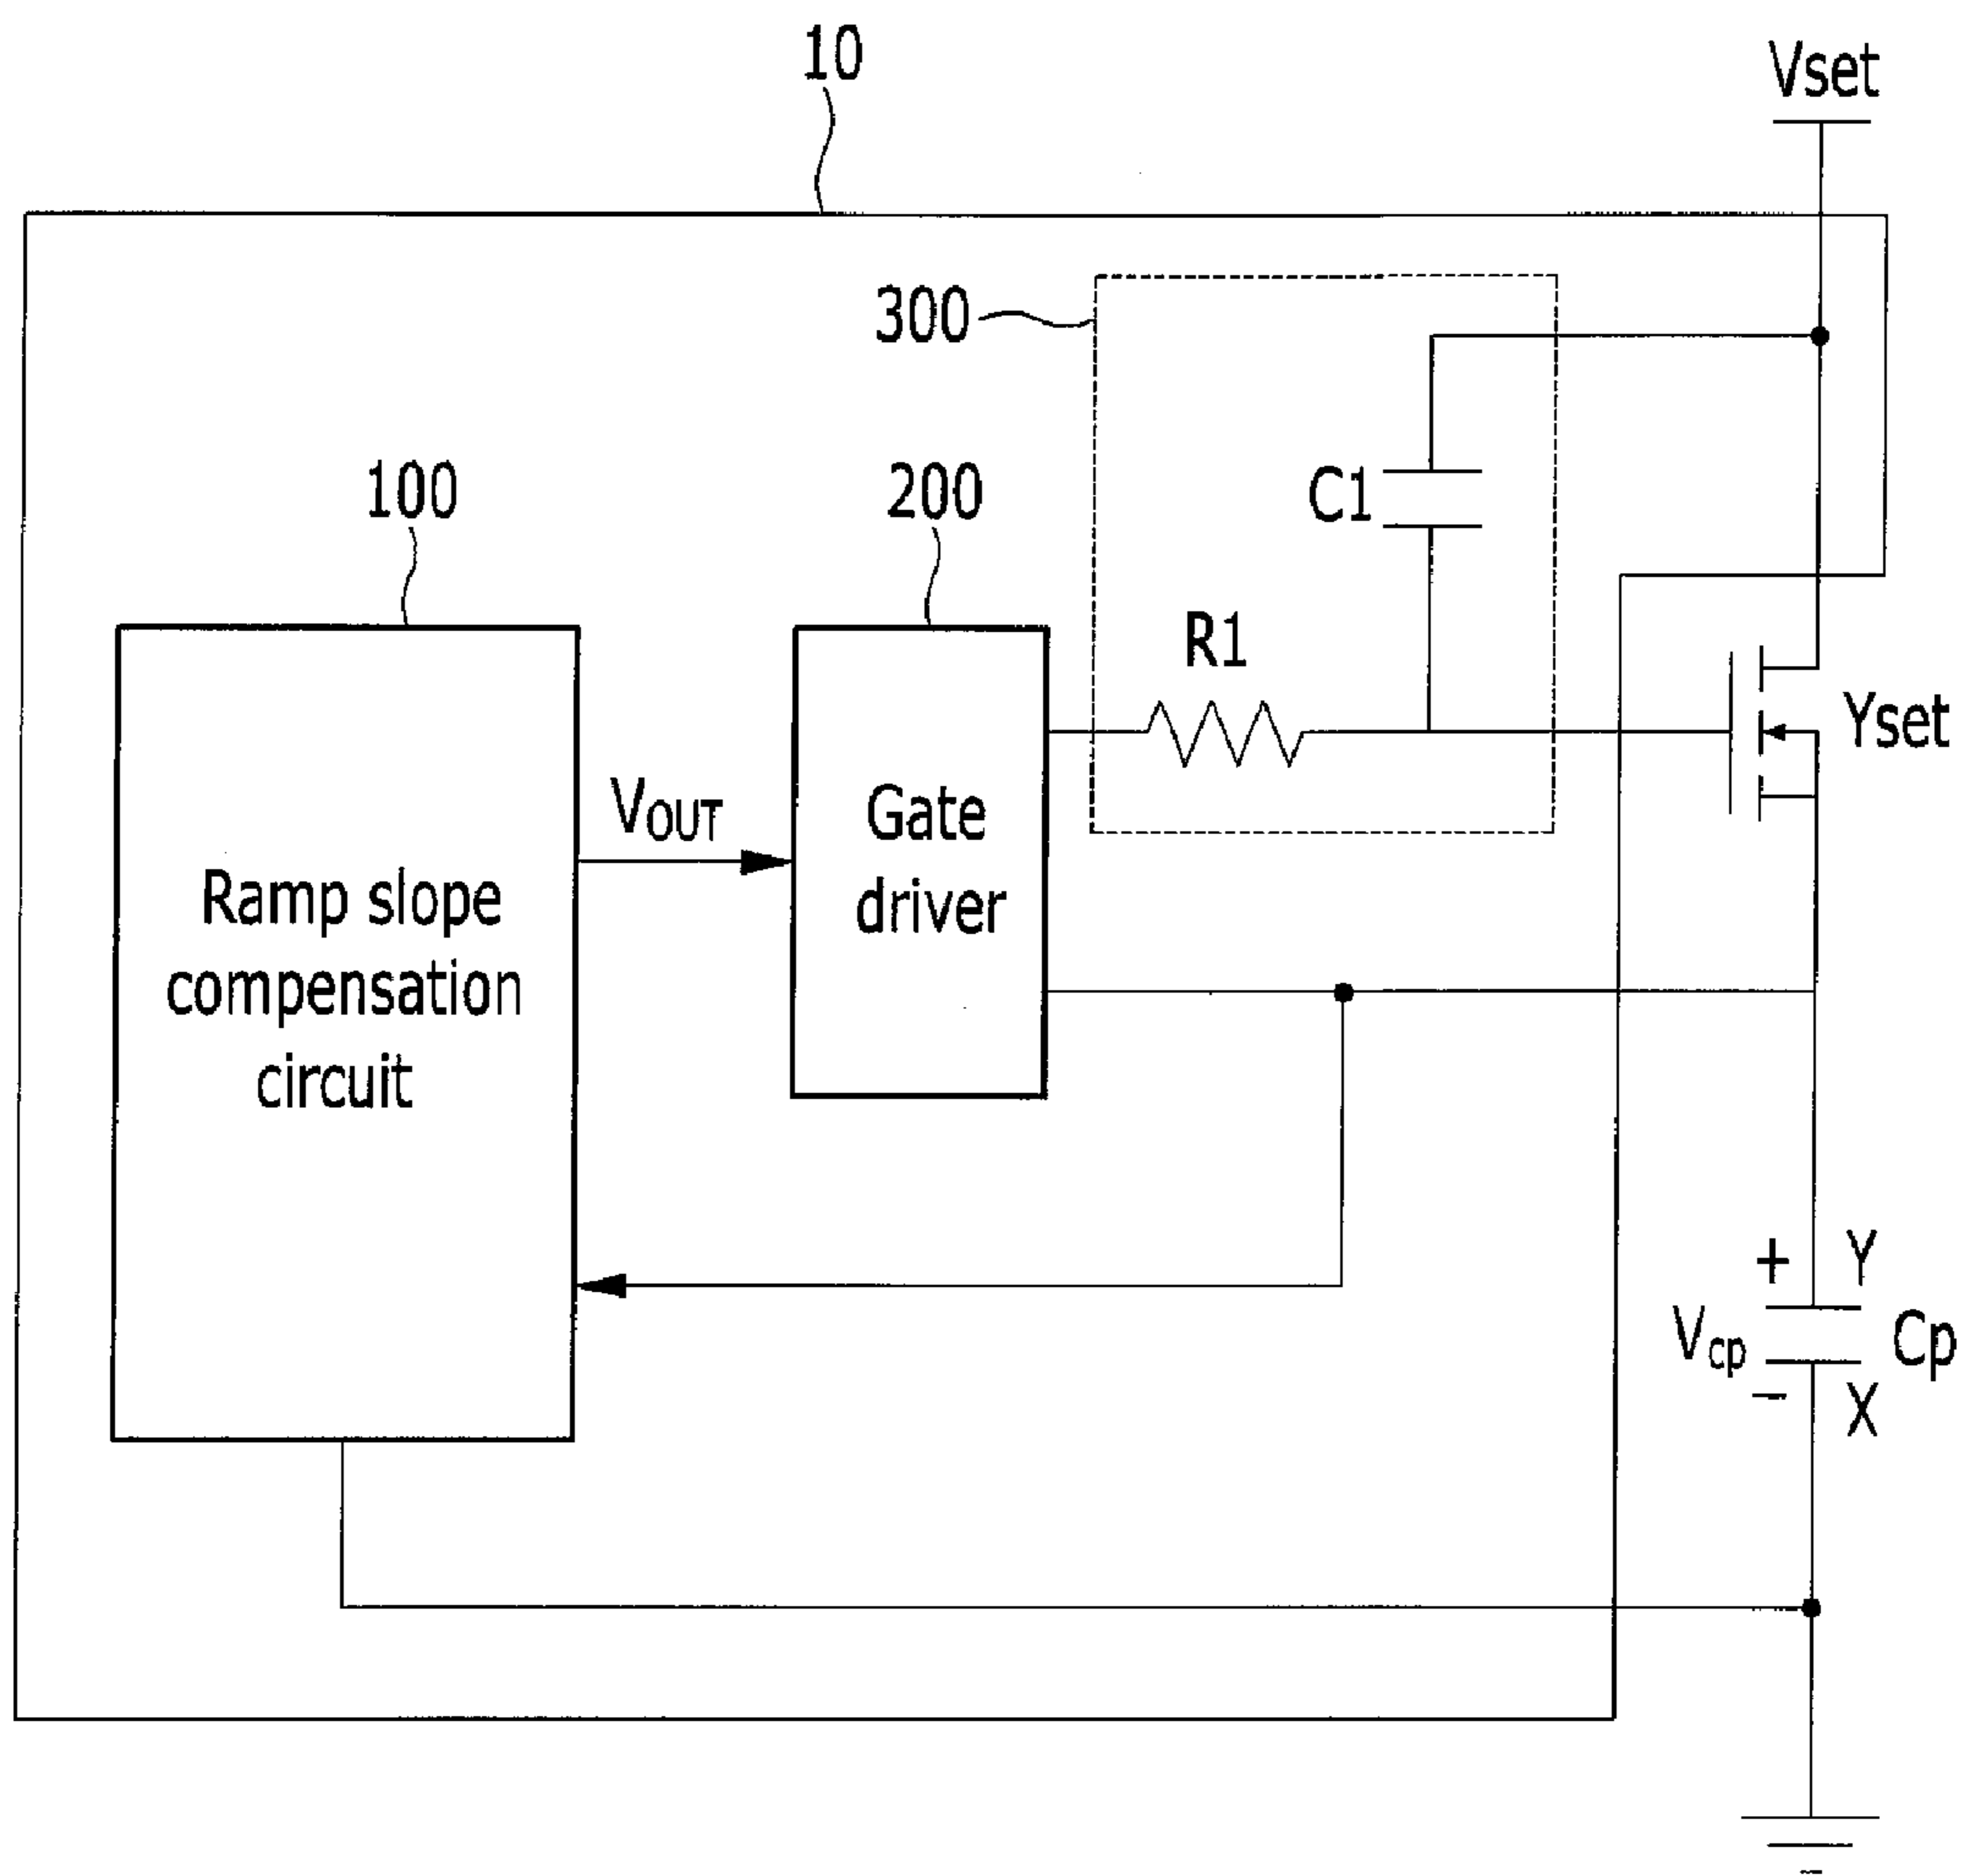 10
Vset
300
C1
100
200
R1
Yset
VOUT
Gate
driver
Ramp slope
compensation
circuit
+
Y
Vcp
Cp
−
X